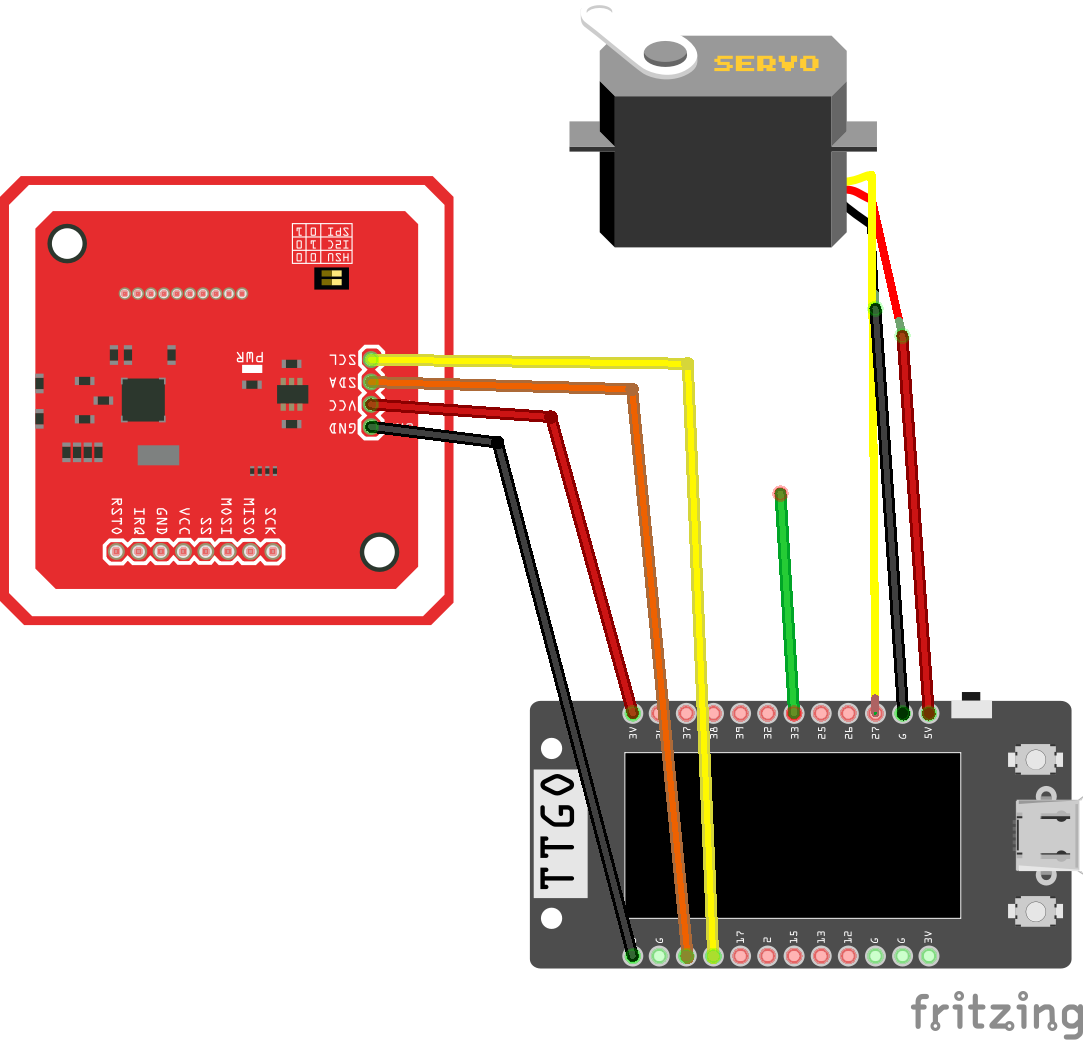 SERVO
SPI 0 1
I2C 1 0
HSU 0 0
PWR
SCL
SDA
VCC
GND
RSTO
IRQ
GND
VCC
SS
MOSI
MISO
SCK
3V
37
38
39
32
33
25
26
27
G
5V
TTGO
G
17
2
15
13
12
G
G
3V
fritzing